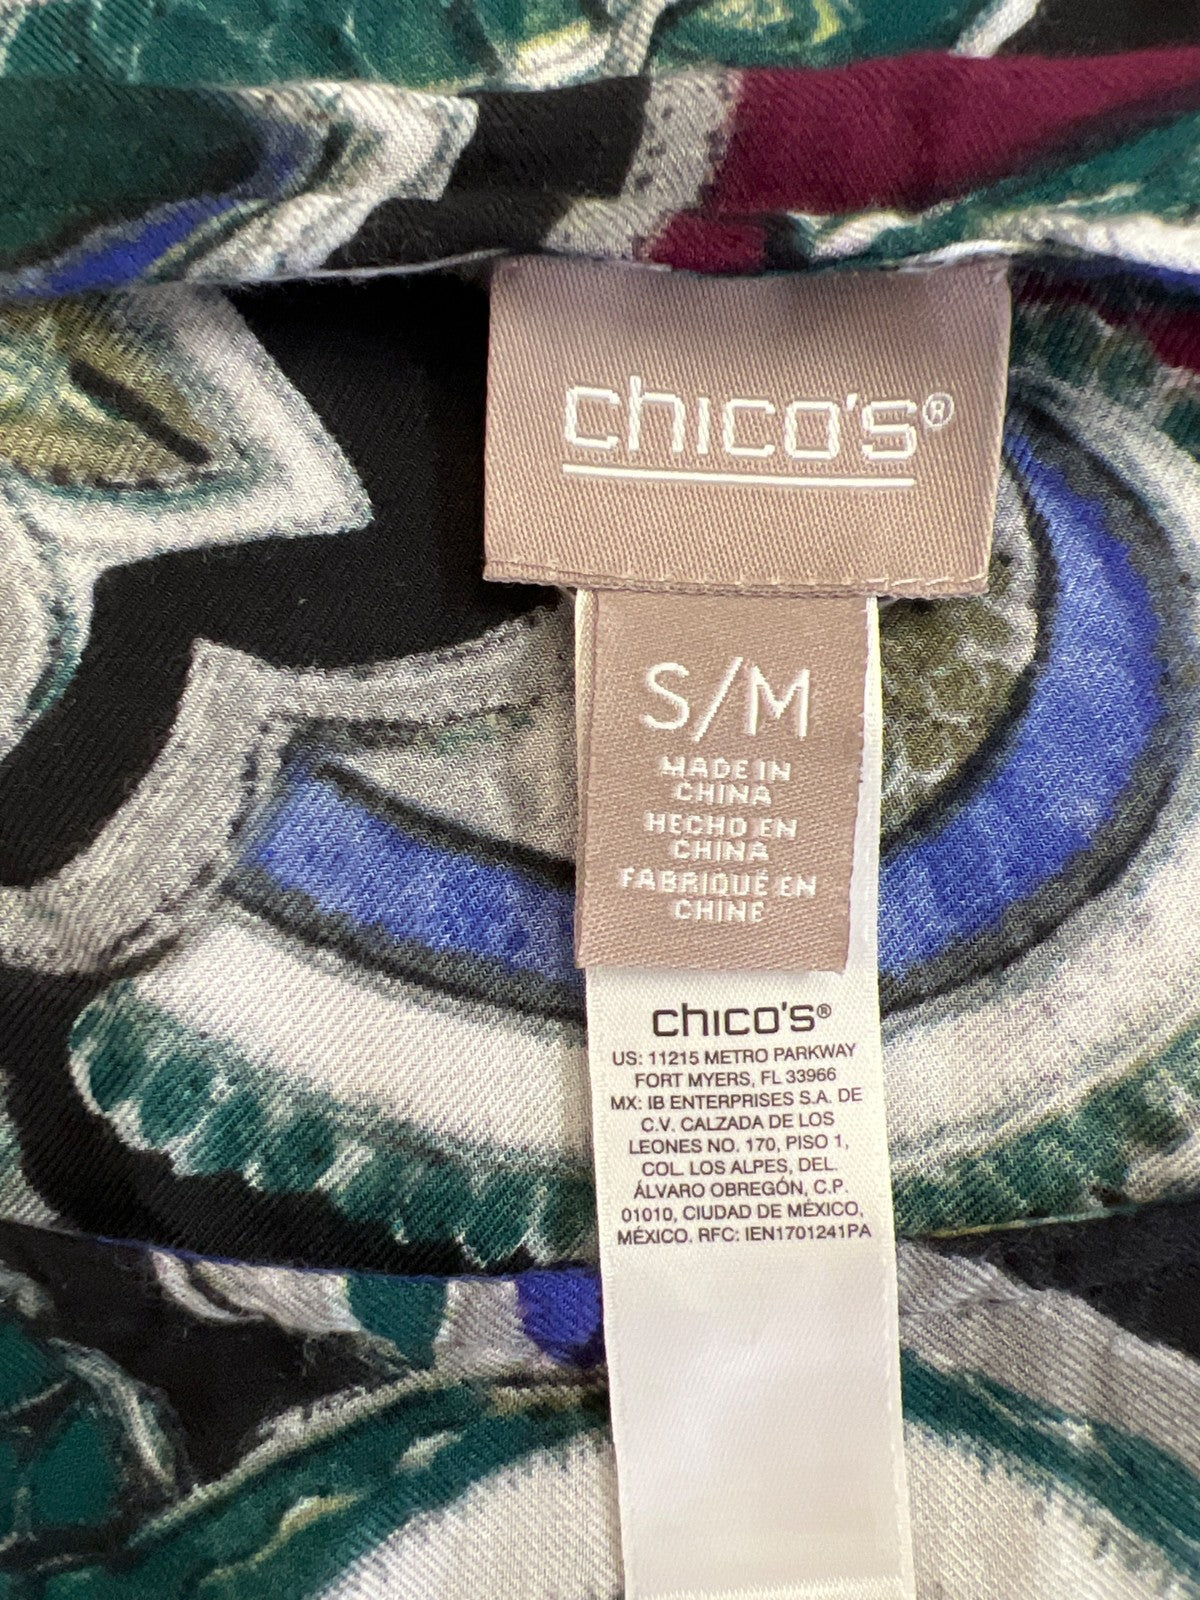 chico's®
S/M
MADE IN
CHINA
HECHO EN
CHINA
FABRIQUÉ EN
CHINE
chico's®
US: 11215 METRO PARKWAY
FORT MYERS, FL 33966
MX: IB ENTERPRISES S.A. DE
C.V. CALZADA DE LOS
LEONES NO. 170, PISO 1,
COL. LOS ALPES, DEL.
ÁLVARO OBREGÓN, C.P.
01010, CIUDAD DE MÉXICO,
MÉXICO. RFC: IEN1701241PA